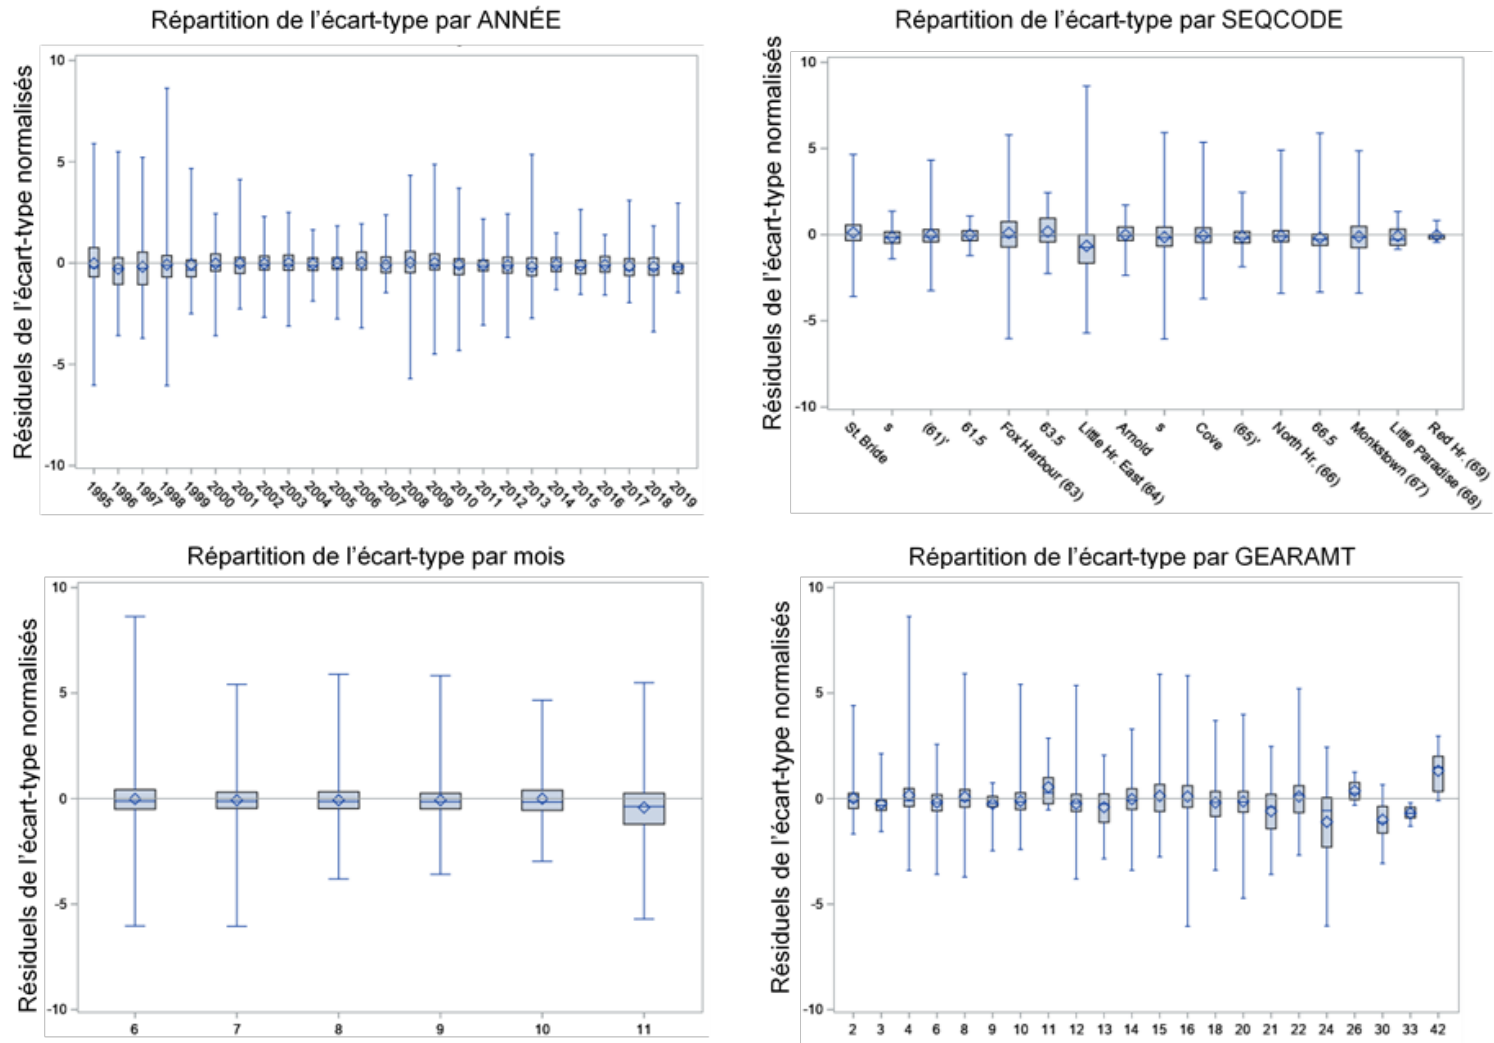 Répartition de l'écart-type par ANNÉE
Résiduels de l'écart-type normalisés
10
5
0
-5
-10
1995 1996 1997 1998 1999 2000 2001 2002 2003 2004 2005 2006 2007 2008 2009 2010 2011 2012 2013 2014 2015 2016 2017 2018 2019
Répartition de l'écart-type par SEQCODE
Résiduels de l'écart-type normalisés
10
5
0
-5
-10
St. Bride
s
(61)'
61.5
Fox Harbour (63)
63.5
Little Hr. East (64)
Arnold
s
Cove
(65)'
North Hr. (66)
66.5
Monkstown (67)
Little Paradise (68)
Red Hr. (69)
Répartition de l'écart-type par mois
Résiduels de l'écart-type normalisés
10
5
0
-5
-10
6 7 8 9 10 11
Répartition de l'écart-type par GEARAMT
Résiduels de l'écart-type normalisés
10
5
0
-5
-10
2 3 4 6 8 9 10 11 12 13 14 15 16 18 20 21 22 24 26 30 33 42